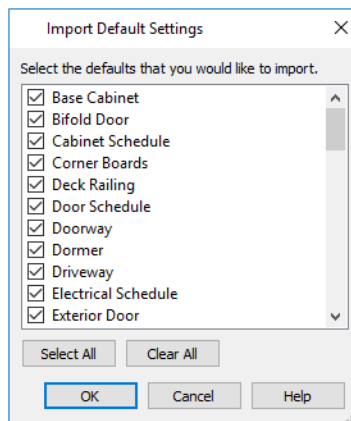 Import Default Settings
Select the defaults that you would like to import.
Base Cabinet
Bifold Door
Cabinet Schedule
Corner Boards
Deck Railing
Door Schedule
Doorway
Dormer
Driveway
Electrical Schedule
Exterior Door
Select All Clear All
OK Cancel Help